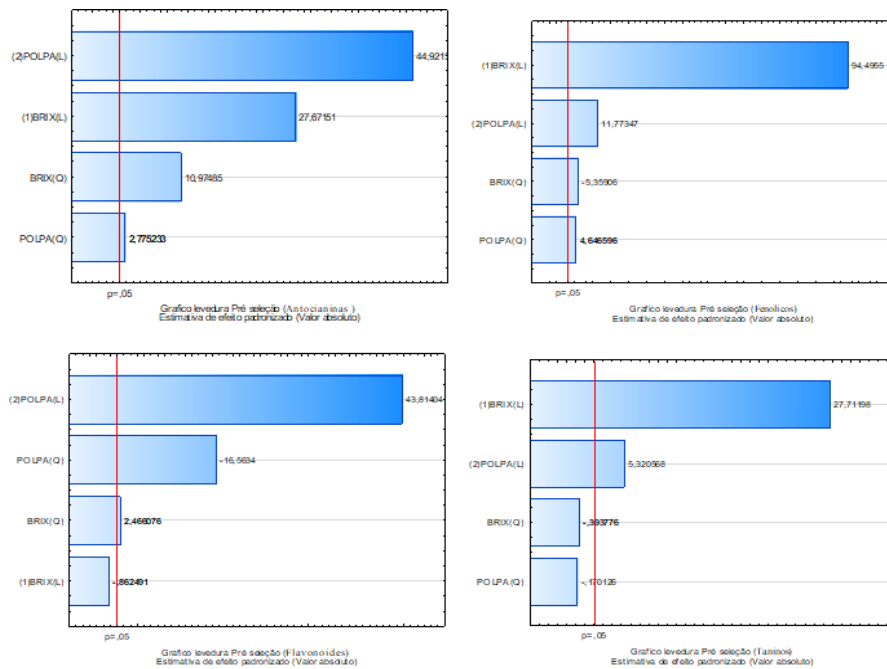 (2)POLPA(L)
44,9215
(1)BRIX(L)
27,67151
BRIX(Q)
10,97485
POLPA(Q)
2,775233
p=,05
Grafico levedura Pré seleção (Antocianinas )
Estimativa de efeito padronizado (Valor absoluto)
(1)BRIX(L)
94,4955
(2)POLPA(L)
11,77347
BRIX(Q)
-5,35906
POLPA(Q)
4,646596
p=,05
Grafico levedura Pré seleção (Fenolicos)
Estimativa de efeito padronizado (Valor absoluto)
(2)POLPA(L)
43,81404
POLPA(Q)
-16,5634
BRIX(Q)
2,466076
(1)BRIX(L)
-,862491
p=,05
Grafico levedura Pré seleção (Flavonoides)
Estimativa de efeito padronizado (Valor absoluto)
(1)BRIX(L)
27,71198
(2)POLPA(L)
5,320568
BRIX(Q)
-,393776
POLPA(Q)
-,170126
p=,05
Grafico levedura Pré seleção (Taninos)
Estimativa de efeito padronizado (Valor absoluto)